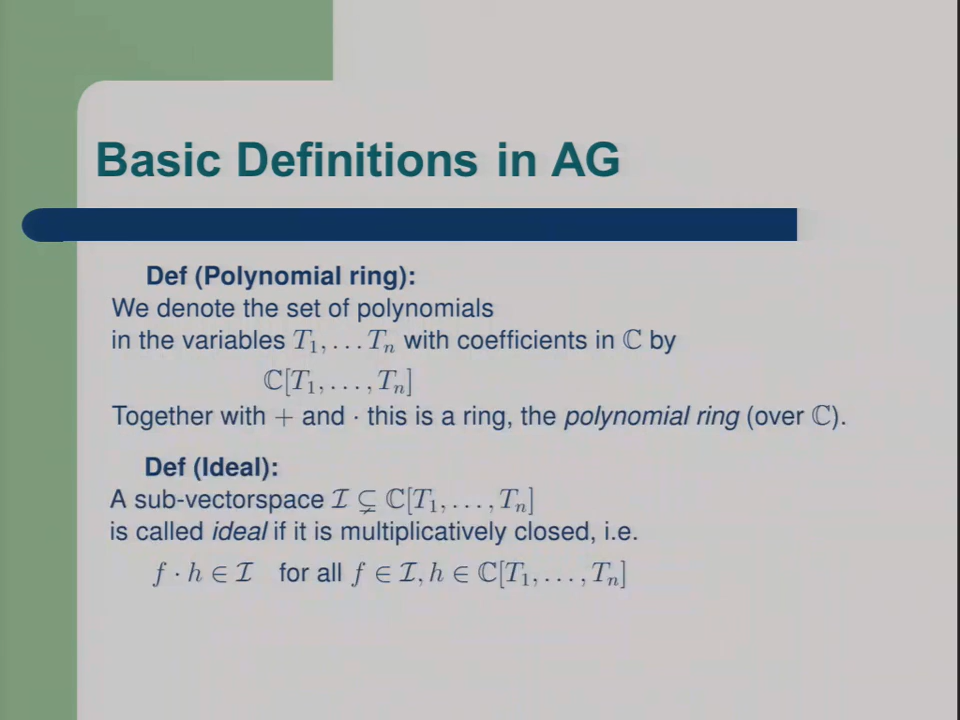 Basic Definitions in AG
Def (Polynomial ring):
We denote the set of polynomials
in the variables T₁, … Tₙ with coefficients in ℂ by
ℂ[T₁, …, Tₙ]
Together with + and · this is a ring, the polynomial ring (over ℂ).
Def (Ideal):
A sub-vectorspace ℐ ⊊ ℂ[T₁, …, Tₙ]
is called ideal if it is multiplicatively closed, i.e.
f · h ∈ ℐ for all f ∈ ℐ, h ∈ ℂ[T₁, …, Tₙ]